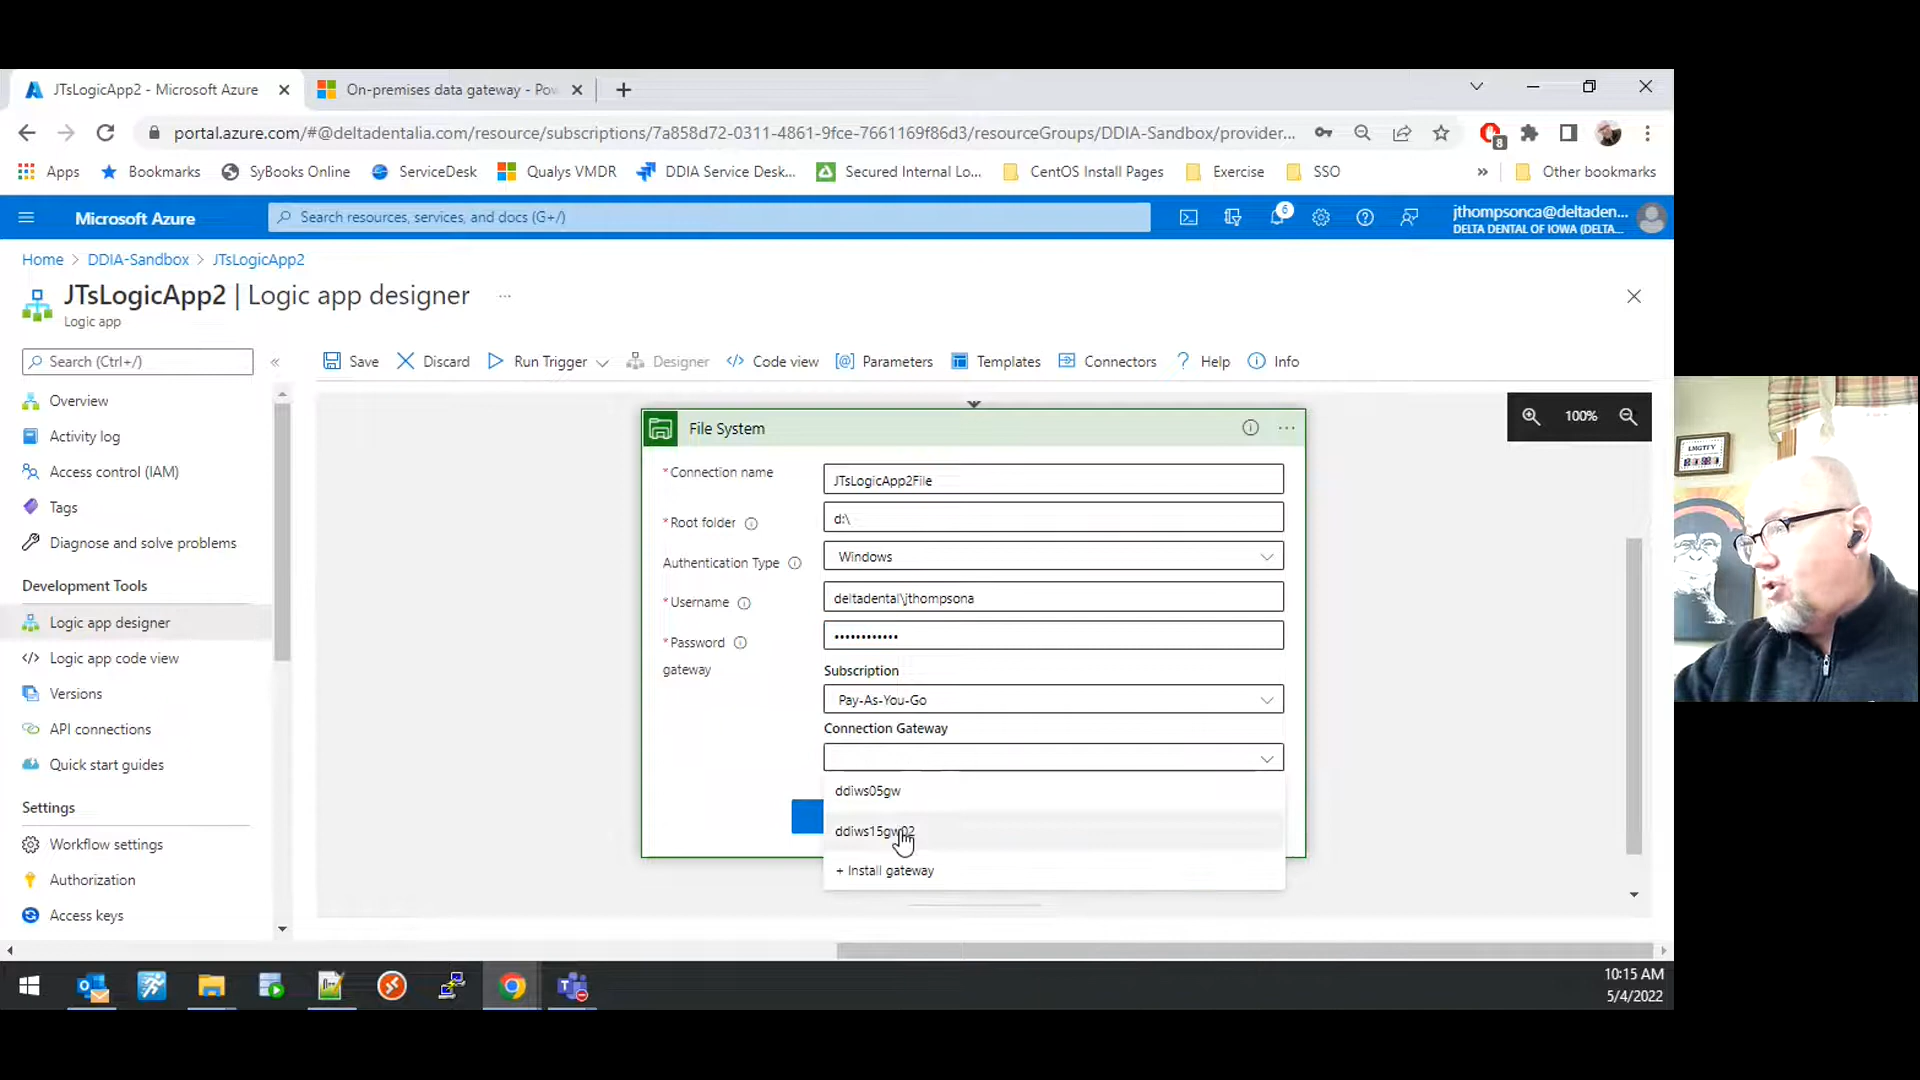 JTsLogicApp2 - Microsoft Azure
On-premises data gateway - Pow
portal.azure.com/#@deltadentalia.com/resource/subscriptions/7a858d72-0311-4861-9fce-7661169f86d3/resourceGroups/DDIA-Sandbox/provider...
8
Apps
Bookmarks
SyBooks Online
ServiceDesk
Qualys VMDR
DDIA Service Desk...
Secured Internal Lo...
CentOS Install Pages
Exercise
SSO
»
Other bookmarks
Microsoft Azure
Search resources, services, and docs (G+/)
6
jthompsonca@deltaden...
DELTA DENTAL OF IOWA (DELTA...
Home > DDIA-Sandbox > JTsLogicApp2
JTsLogicApp2 | Logic app designer ...
Logic app
Search (Ctrl+/)
«
Save
Discard
Run Trigger
Designer
Code view
Parameters
Templates
Connectors
Help
Info
Overview
Activity log
Access control (IAM)
Tags
Diagnose and solve problems
Development Tools
Logic app designer
Logic app code view
Versions
API connections
Quick start guides
Settings
Workflow settings
Authorization
Access keys
100%
File System
*Connection name
JTsLogicApp2File
*Root folder
d:\
Authentication Type
Windows
*Username
deltadental\jthompsona
*Password
••••••••••••
gateway
Subscription
Pay-As-You-Go
Connection Gateway
ddiws05gw
ddiws15gw02
+ Install gateway
LMGTFY
10:15 AM
5/4/2022